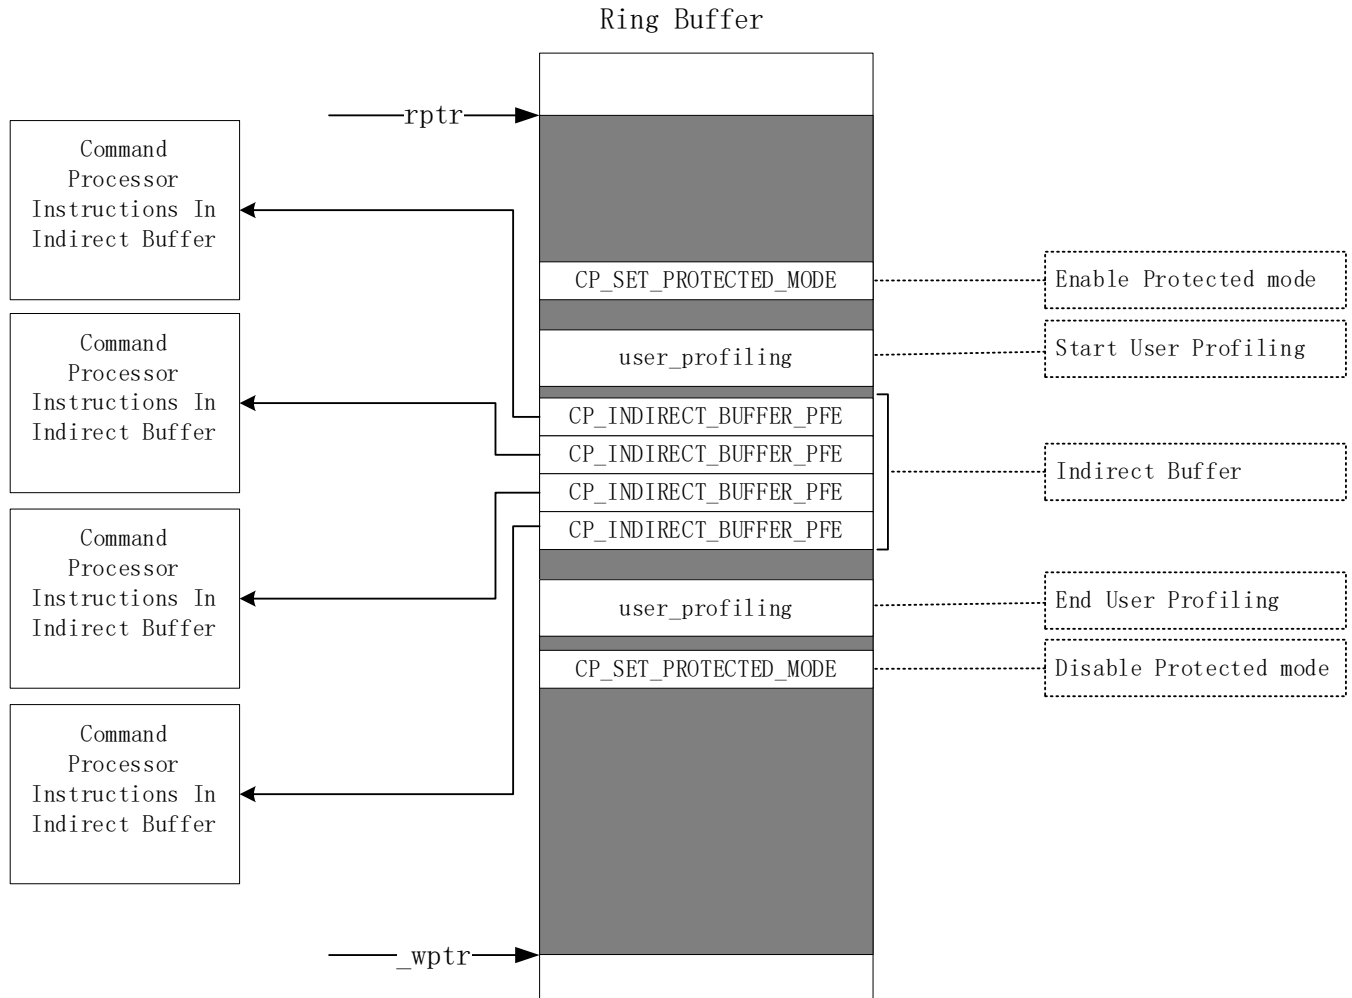 Ring Buffer
rptr
Command
Processor
Instructions In
Indirect Buffer
CP_SET_PROTECTED_MODE
Enable Protected mode
user_profiling
Start User Profiling
Command
Processor
Instructions In
Indirect Buffer
CP_INDIRECT_BUFFER_PFE
CP_INDIRECT_BUFFER_PFE
CP_INDIRECT_BUFFER_PFE
CP_INDIRECT_BUFFER_PFE
Indirect Buffer
Command
Processor
Instructions In
Indirect Buffer
user_profiling
End User Profiling
CP_SET_PROTECTED_MODE
Disable Protected mode
Command
Processor
Instructions In
Indirect Buffer
_wptr